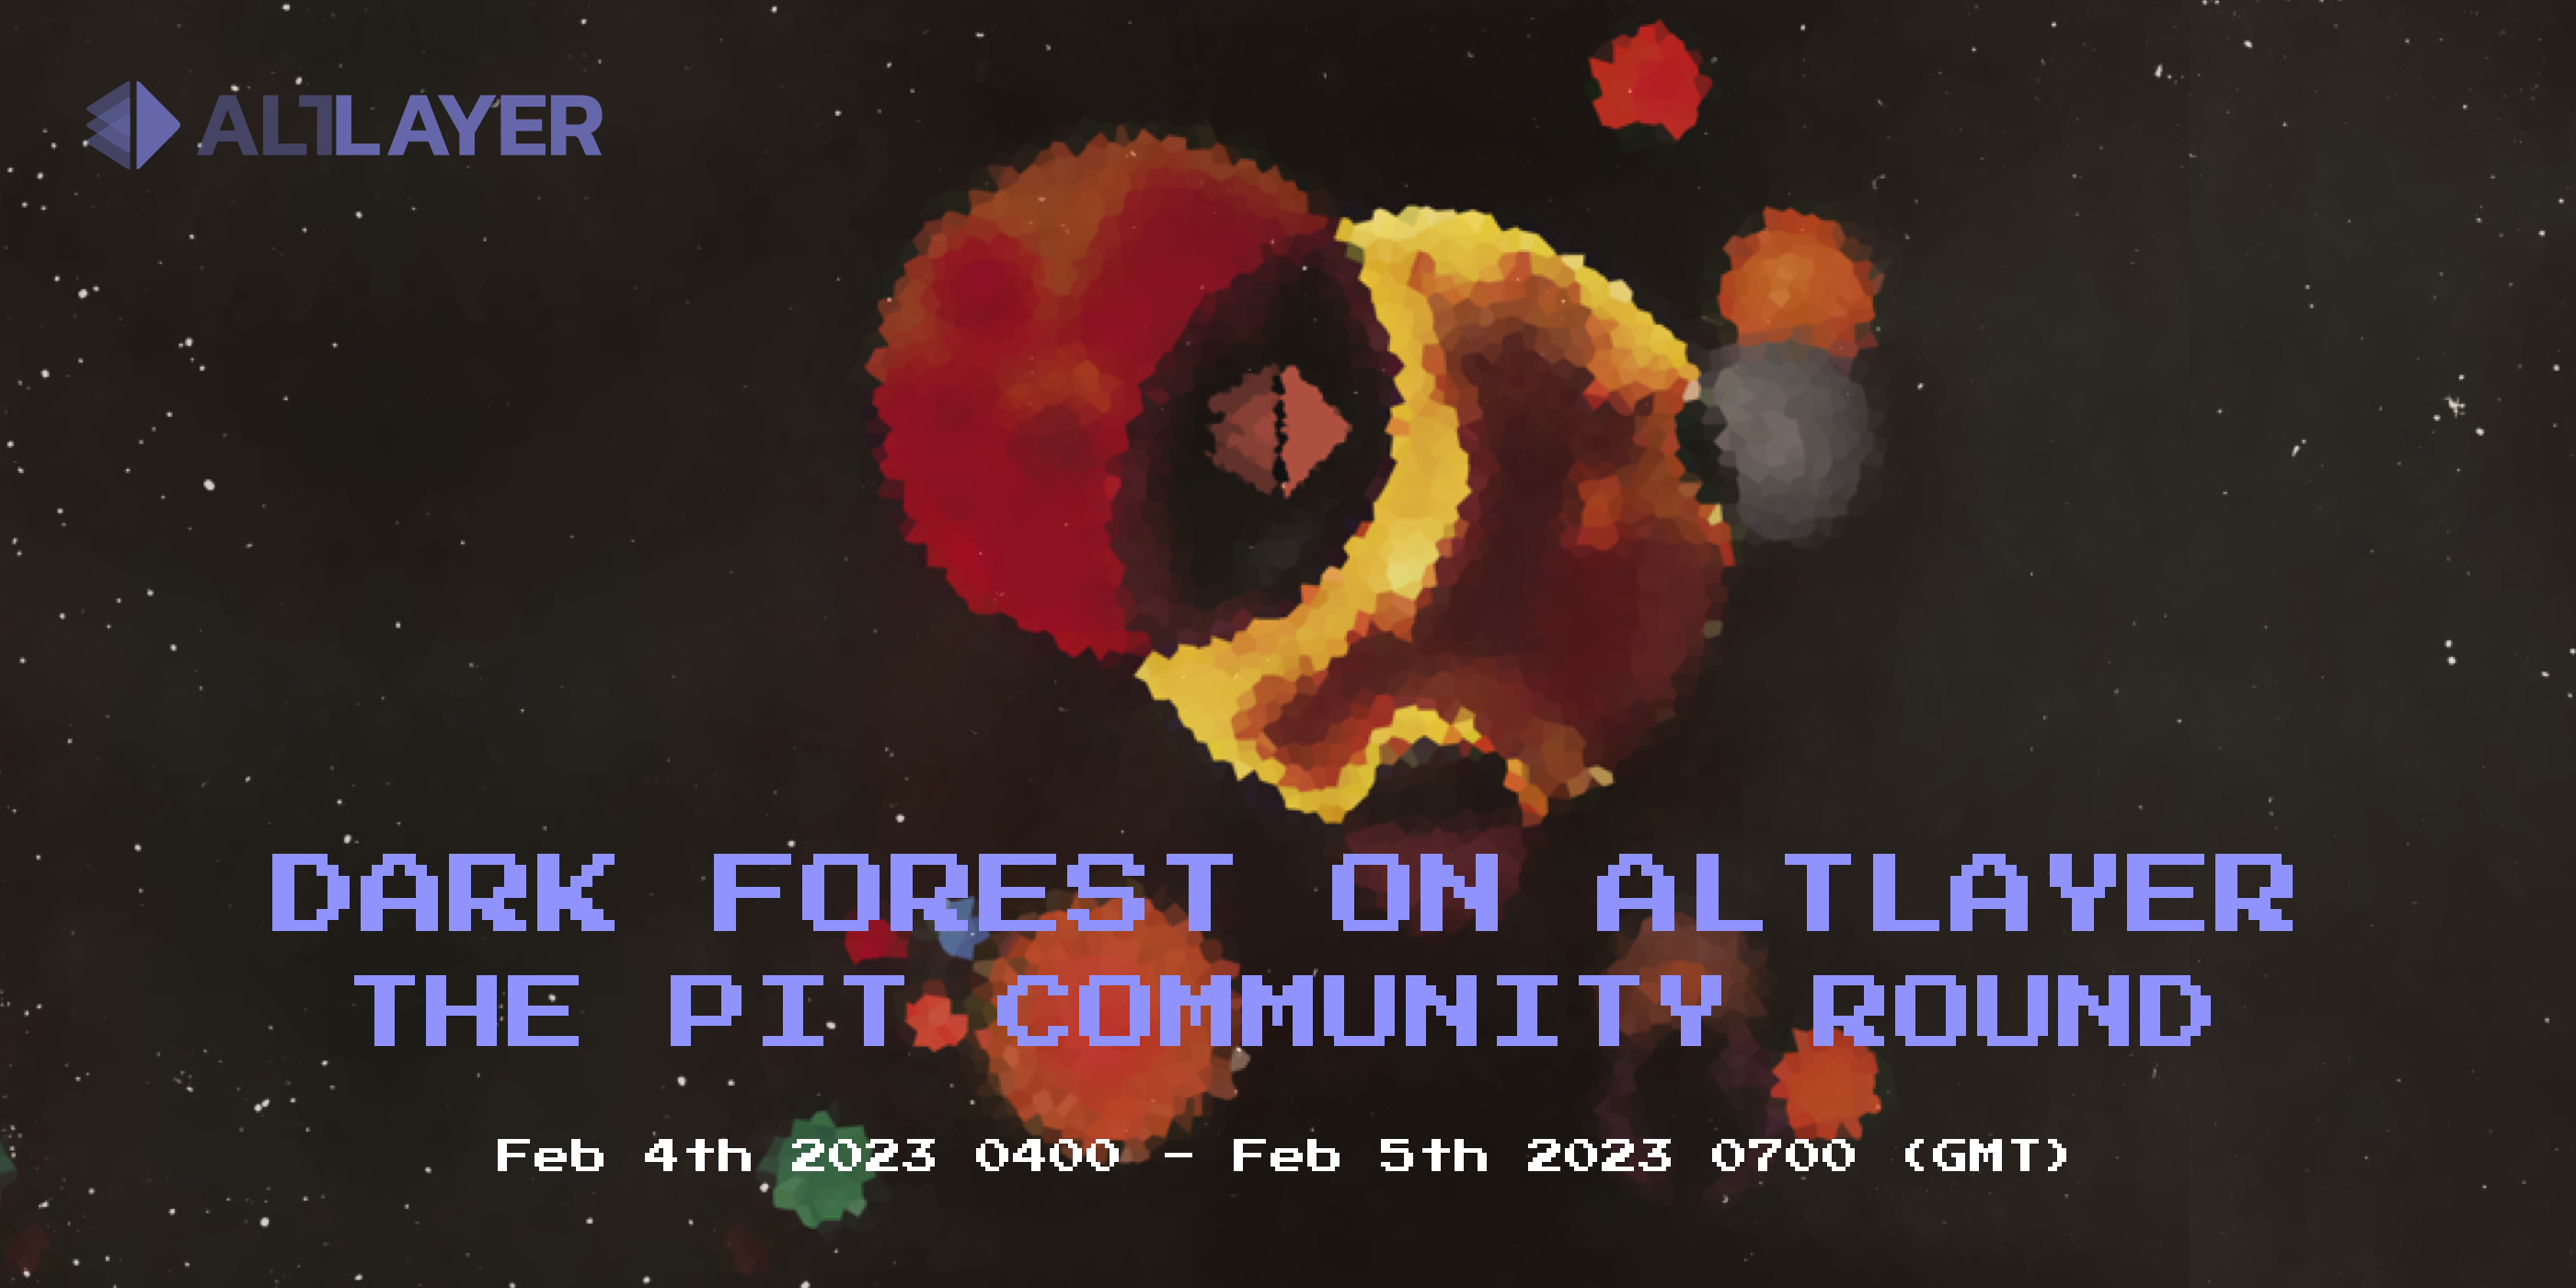 ALTLAYER
DARK FOREST ON ALTLAYER
THE PIT COMMUNITY ROUND
Feb 4th 2023 0400 - Feb 5th 2023 0700 (GMT)